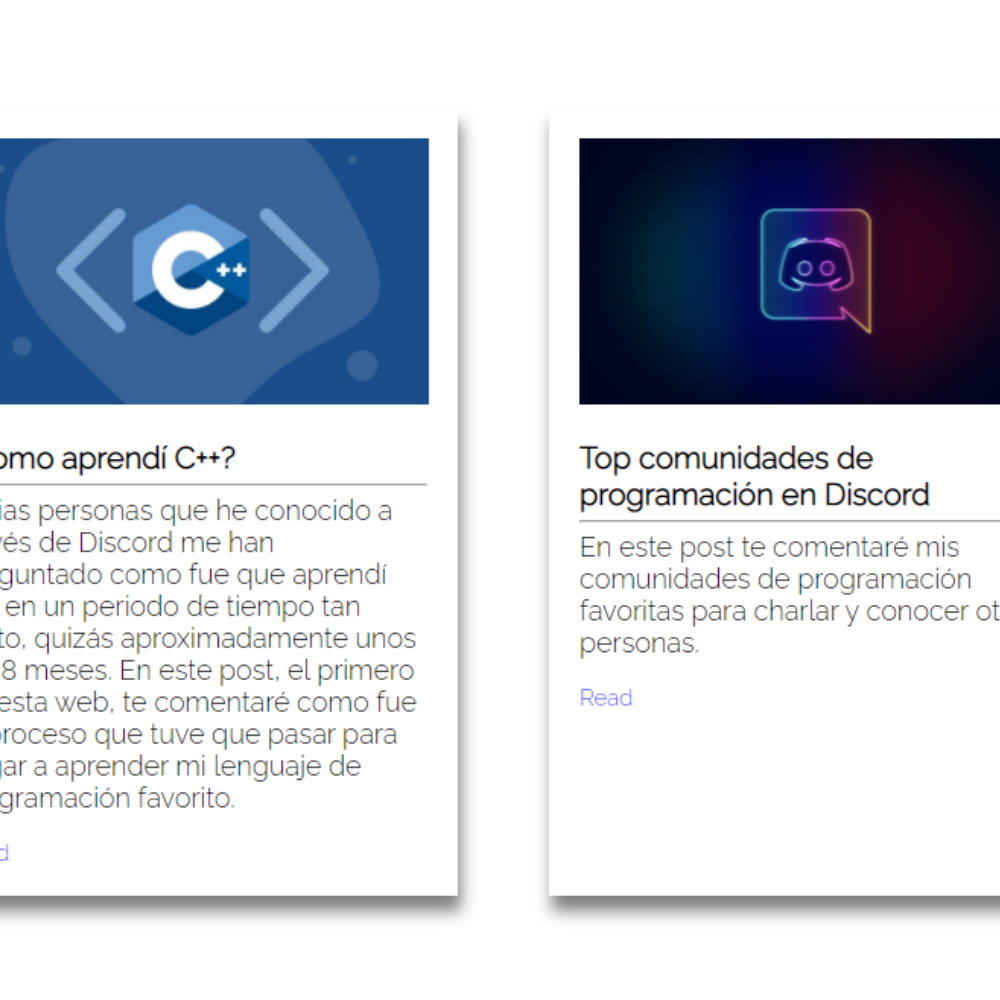 C++
omo aprendí C++?
ias personas que he conocido a
vés de Discord me han
guntado como fue que aprendí
en un periodo de tiempo tan
to, quizás aproximadamente unos
8 meses. En este post, el primero
esta web, te comentaré como fue
proceso que tuve que pasar para
gar a aprender mi lenguaje de
gramación favorito.
d
Top comunidades de
programación en Discord
En este post te comentaré mis
comunidades de programación
favoritas para charlar y conocer ot
personas.
Read